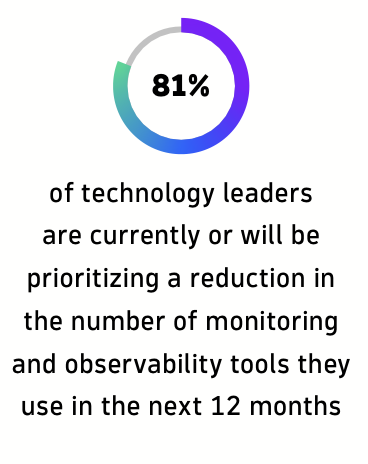 81%
of technology leaders
are currently or will be
prioritizing a reduction in
the number of monitoring
and observability tools they
use in the next 12 months